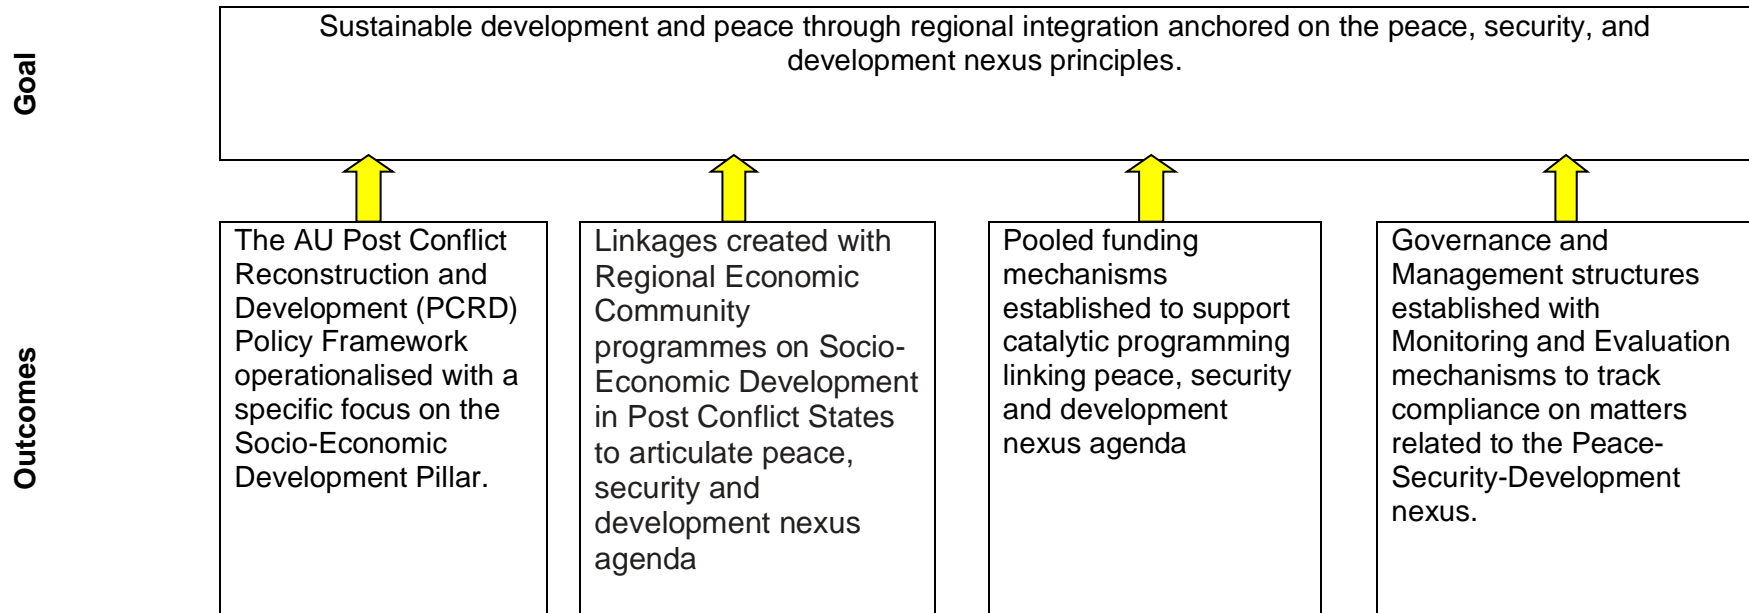 Goal
Sustainable development and peace through regional integration anchored on the peace, security, and
development nexus principles.
Outcomes
The AU Post Conflict
Reconstruction and
Development (PCRD)
Policy Framework
operationalised with a
specific focus on the
Socio-Economic
Development Pillar.
Linkages created with
Regional Economic
Community
programmes on Socio-
Economic Development
in Post Conflict States
to articulate peace,
security and
development nexus
agenda
Pooled funding
mechanisms
established to support
catalytic programming
linking peace, security
and development
nexus agenda
Governance and
Management structures
established with
Monitoring and Evaluation
mechanisms to track
compliance on matters
related to the Peace-
Security-Development
nexus.